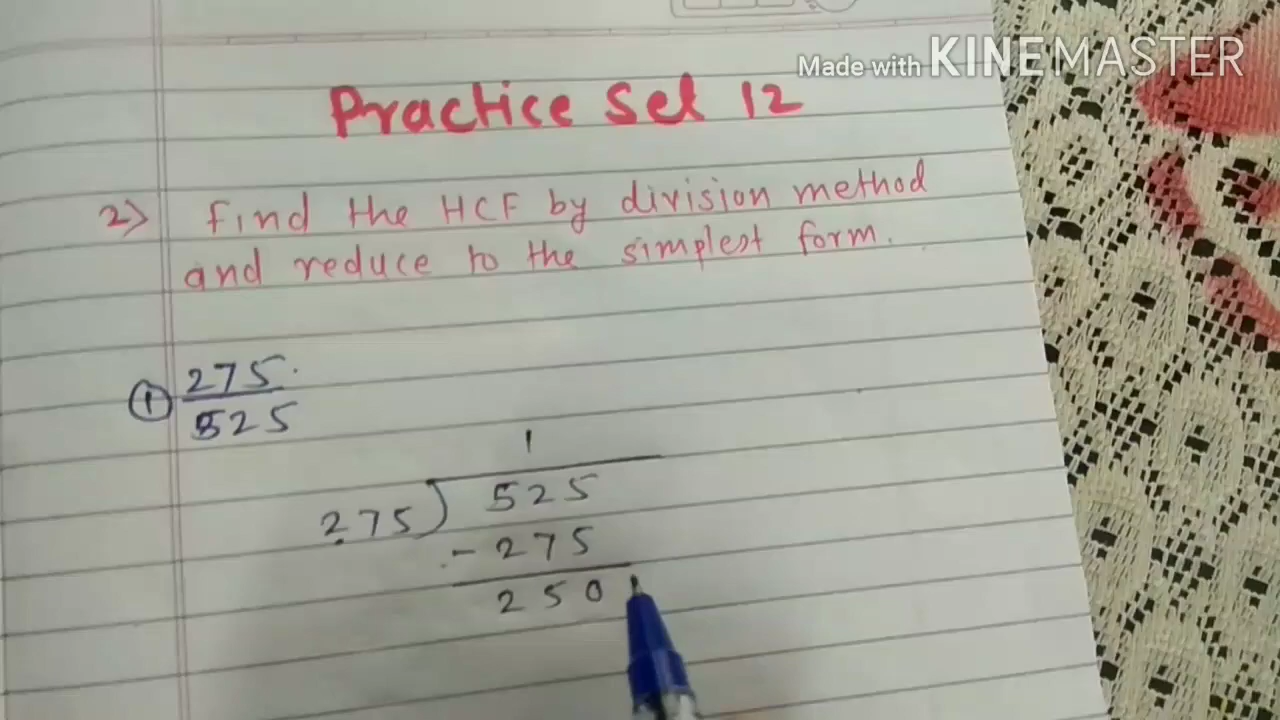 Made with KINEMASTER
Practice Set 12
2) Find the HCF by division method
and reduce to the simplest form.
① 275
525
1
275) 525
- 275
250